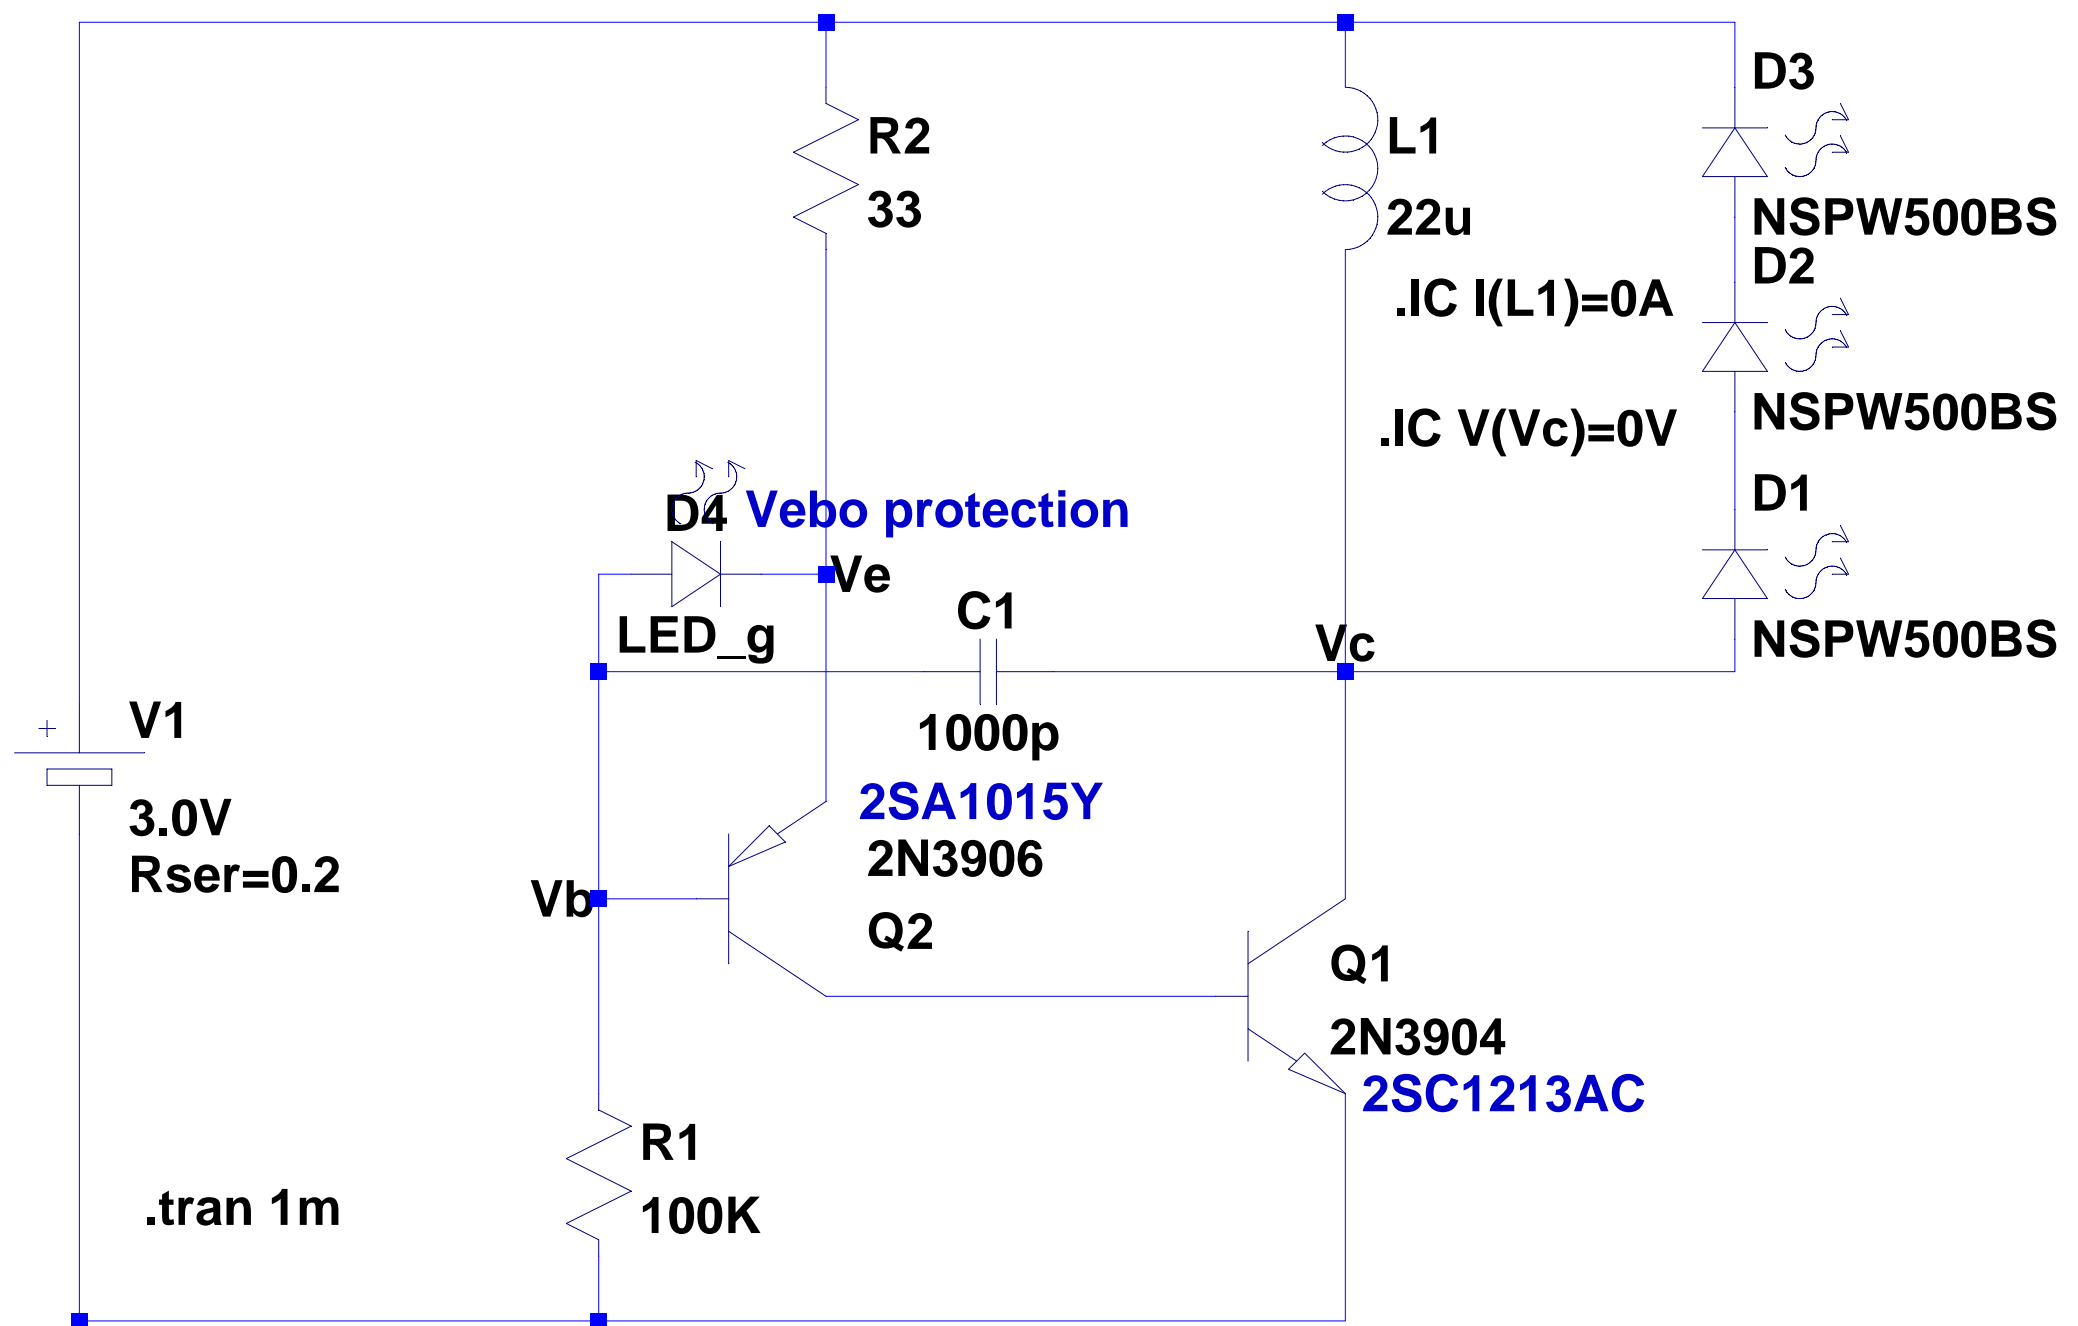 D3
NSPW500BS
R2
33
L1
22u
D2
NSPW500BS
.IC I(L1)=0A
.IC V(Vc)=0V
D1
NSPW500BS
D4
Vebo protection
LED_g
Ve
C1
1000p
Vc
+
V1
3.0V
Rser=0.2
2SA1015Y
2N3906
Q2
Vb
Q1
2N3904
2SC1213AC
R1
100K
.tran 1m